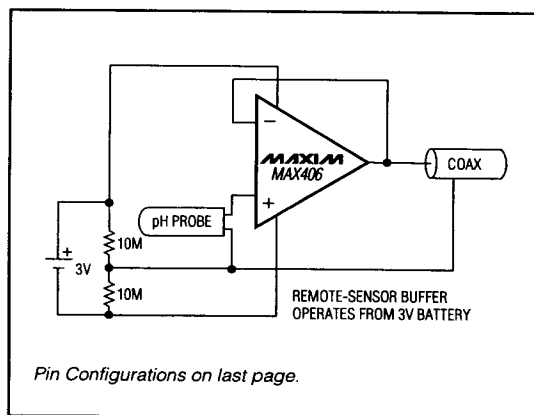 −
MAXIM
MAX406
+
COAX
pH PROBE
10M
+
3V
10M
REMOTE-SENSOR BUFFER
OPERATES FROM 3V BATTERY
Pin Configurations on last page.